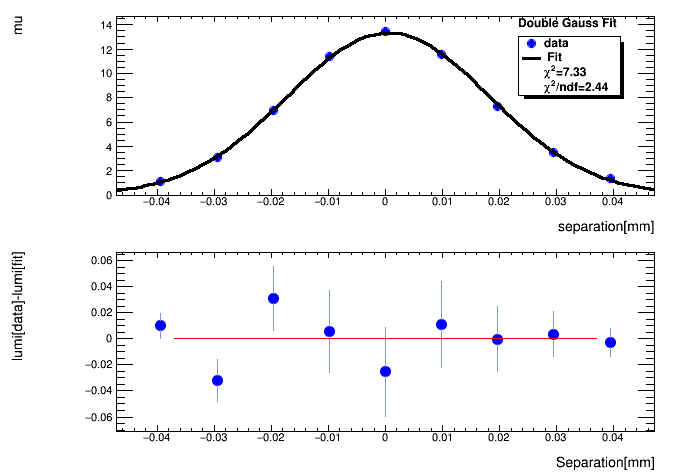 mu
Double Gauss Fit
data
Fit
χ²=7.33
χ²/ndf=2.44
14
12
10
8
6
4
2
0
−0.04 −0.03 −0.02 −0.01 0 0.01 0.02 0.03 0.04
separation[mm]
lumi[data]-lumi[fit]
0.06
0.04
0.02
0
−0.02
−0.04
−0.06
−0.04 −0.03 −0.02 −0.01 0 0.01 0.02 0.03 0.04
Separation[mm]